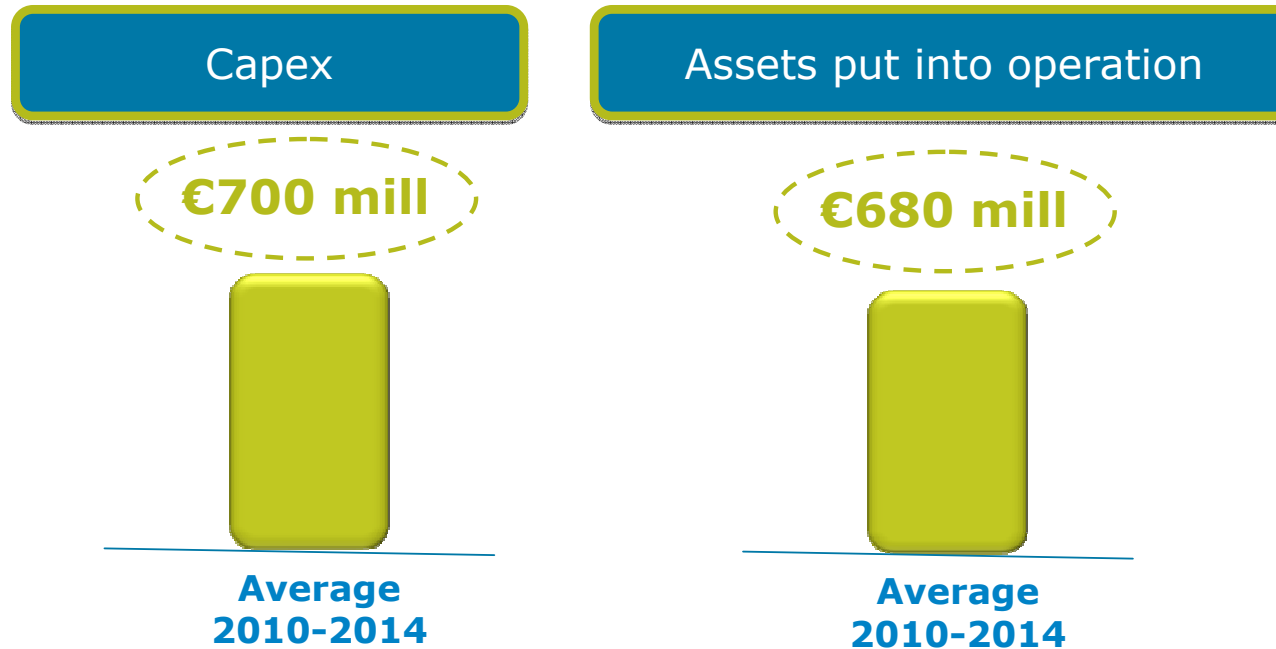 Capex
€700 mill
Average
2010-2014
Assets put into operation
€680 mill
Average
2010-2014